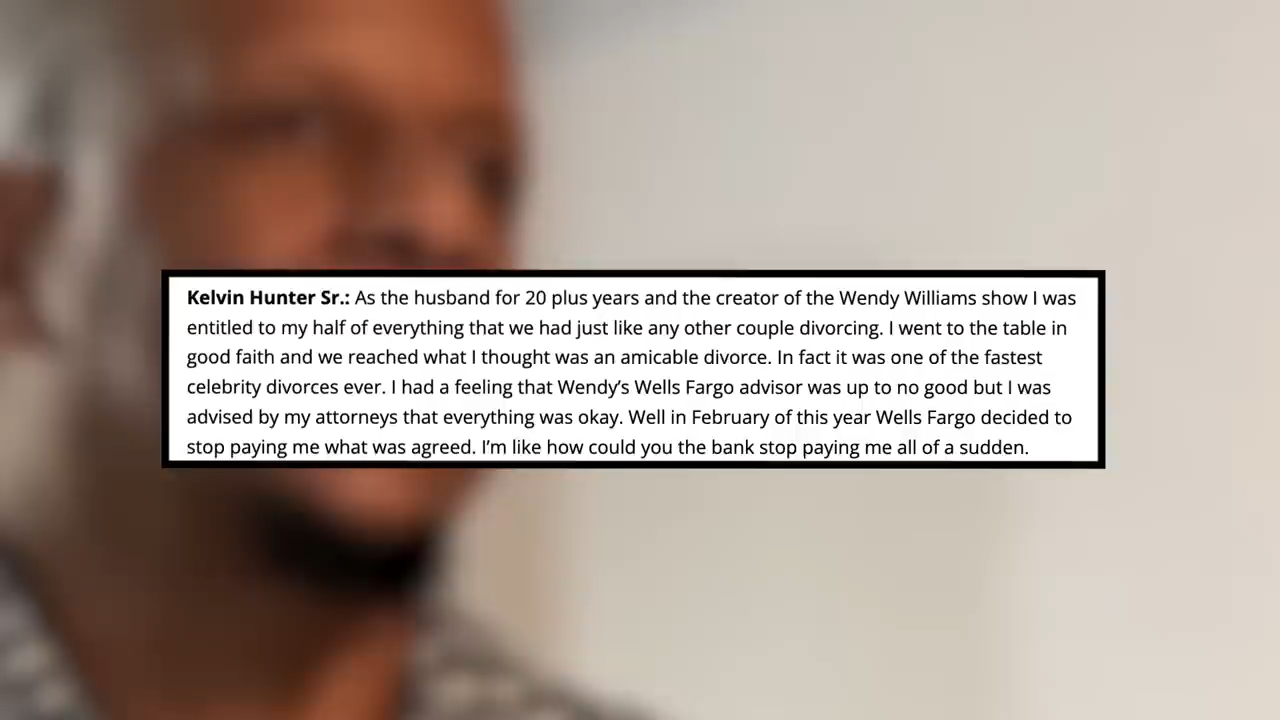 Kelvin Hunter Sr.: As the husband for 20 plus years and the creator of the Wendy Williams show I was
entitled to my half of everything that we had just like any other couple divorcing. I went to the table in
good faith and we reached what I thought was an amicable divorce. In fact it was one of the fastest
celebrity divorces ever. I had a feeling that Wendy’s Wells Fargo advisor was up to no good but I was
advised by my attorneys that everything was okay. Well in February of this year Wells Fargo decided to
stop paying me what was agreed. I’m like how could you the bank stop paying me all of a sudden.